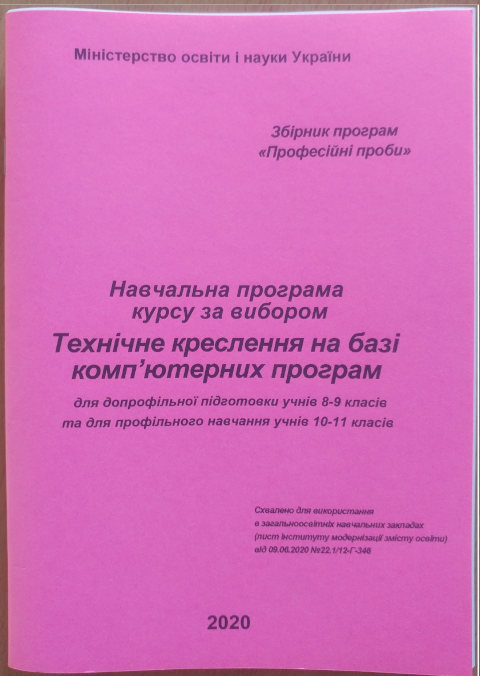 Міністерство освіти і науки України
Збірник програм
«Професійні проби»
Навчальна програма
курсу за вибором
Технічне креслення на базі
комп’ютерних програм
для допрофільної підготовки учнів 8-9 класів
та для профільного навчання учнів 10-11 класів
Схвалено для використання
в загальноосвітніх навчальних закладах
(лист Інституту модернізації змісту освіти)
від 09.06.2020 №22.1/12-Г-346
2020